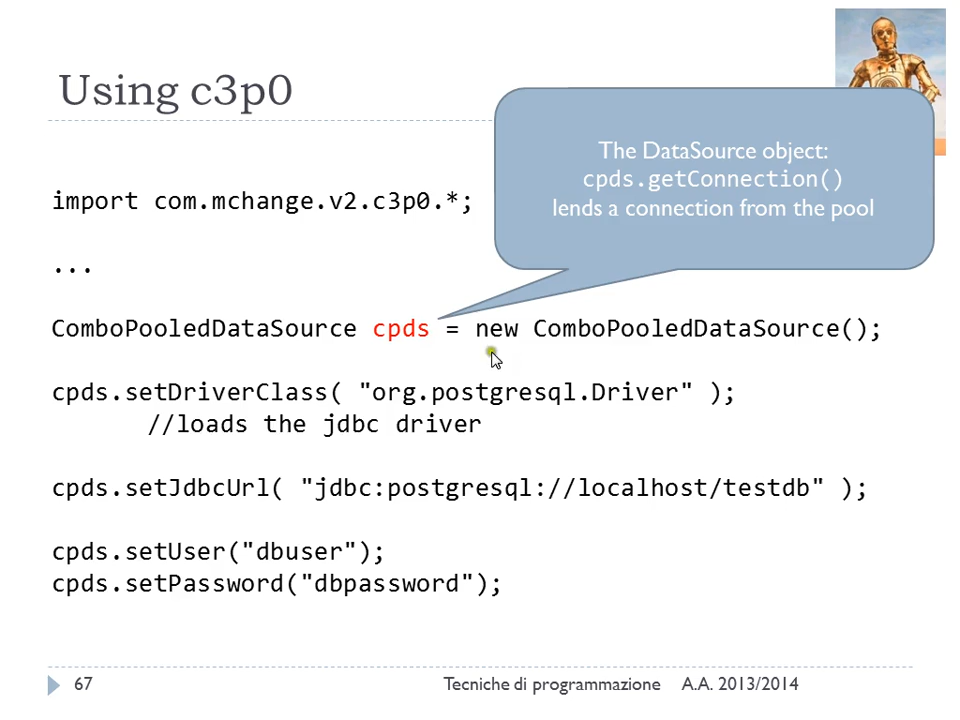 Using c3p0
The DataSource object:
cpds.getConnection()
lends a connection from the pool
import com.mchange.v2.c3p0.*;
...
ComboPooledDataSource cpds = new ComboPooledDataSource();
cpds.setDriverClass( "org.postgresql.Driver" );
//loads the jdbc driver
cpds.setJdbcUrl( "jdbc:postgresql://localhost/testdb" );
cpds.setUser("dbuser");
cpds.setPassword("dbpassword");
67
Tecniche di programmazione A.A. 2013/2014